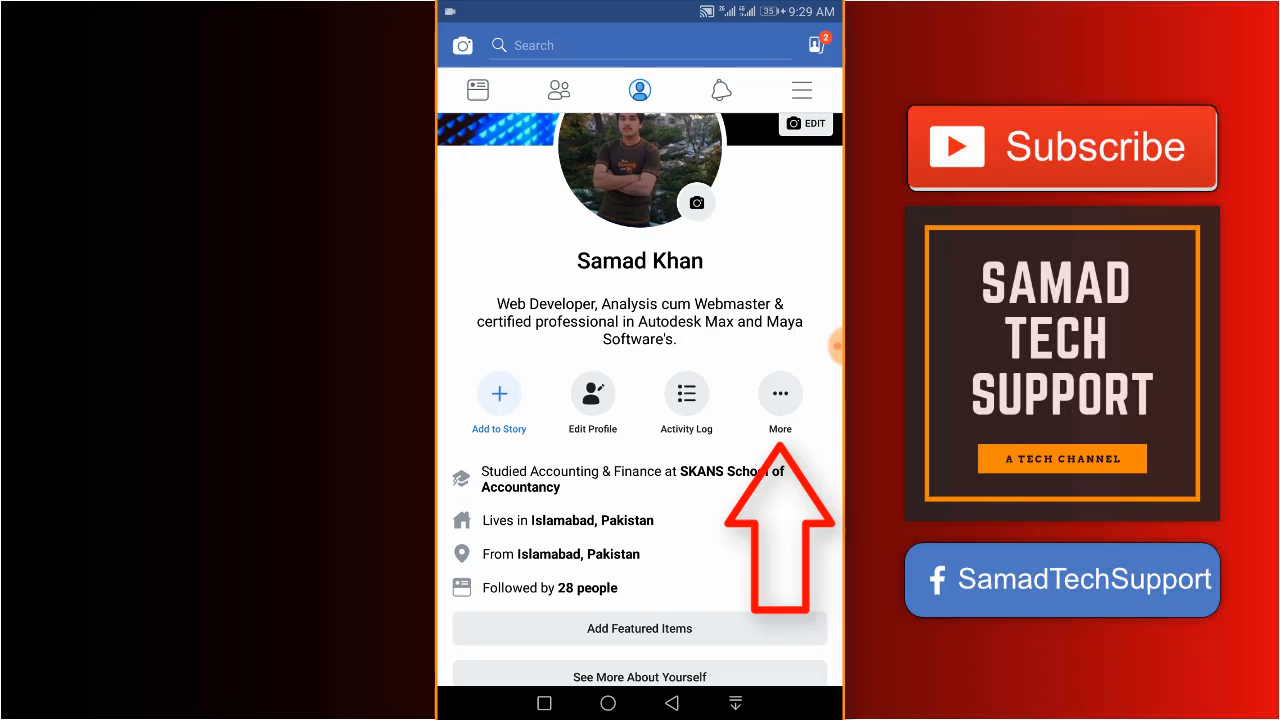 2G 4G 35 9:29 AM
Search
2
EDIT
Samad Khan
Web Developer, Analysis cum Webmaster &
certified professional in Autodesk Max and Maya
Software's.
Add to Story
Edit Profile
Activity Log
More
Studied Accounting & Finance at SKANS School of
Accountancy
Lives in Islamabad, Pakistan
From Islamabad, Pakistan
Followed by 28 people
Add Featured Items
See More About Yourself
Subscribe
SAMAD
TECH
SUPPORT
A TECH CHANNEL
f SamadTechSupport